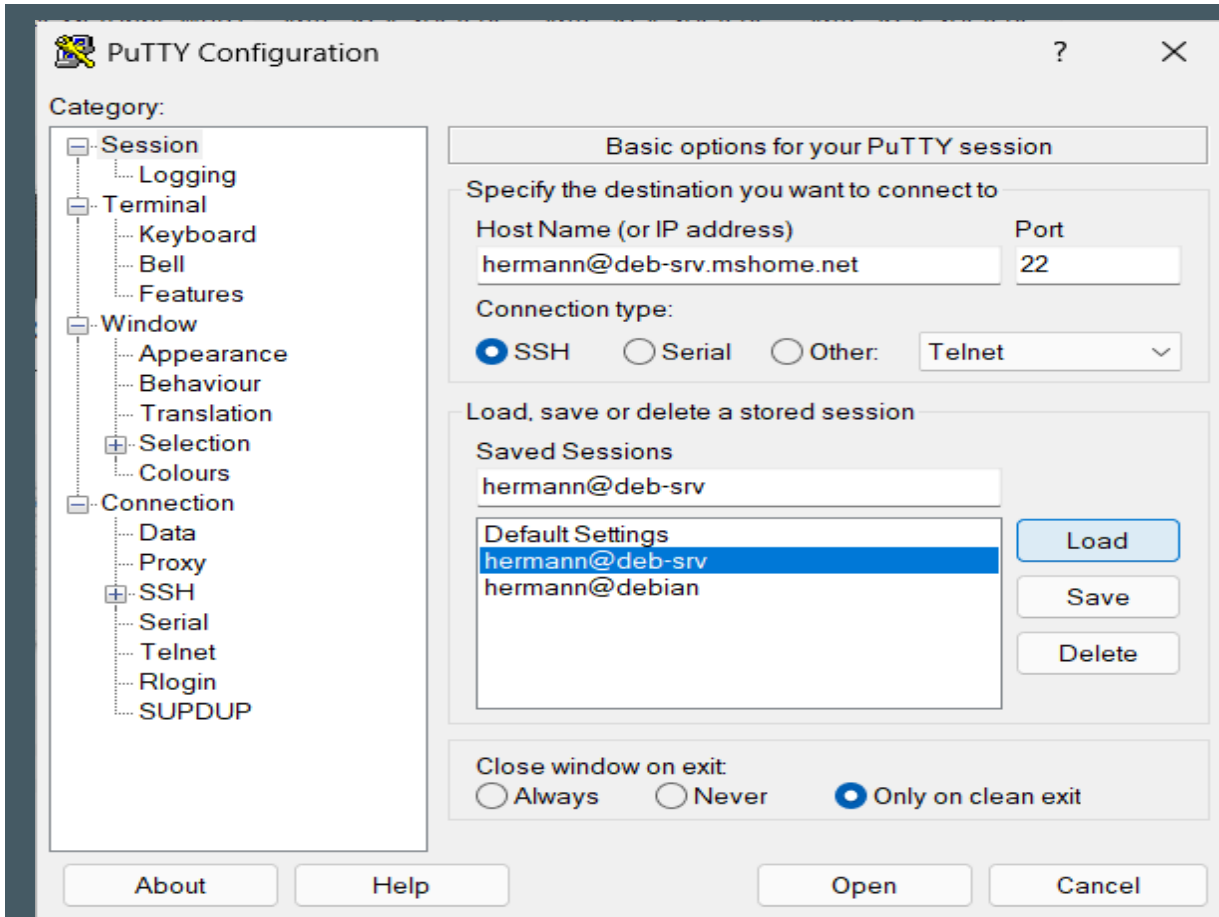 PuTTY Configuration
?
Category:
Session
Logging
Terminal
Keyboard
Bell
Features
Window
Appearance
Behaviour
Translation
Selection
Colours
Connection
Data
Proxy
SSH
Serial
Telnet
Rlogin
SUPDUP
Basic options for your PuTTY session
Specify the destination you want to connect to
Host Name (or IP address) Port
hermann@deb-srv.mshome.net 22
Connection type:
SSH Serial Other: Telnet
Load, save or delete a stored session
Saved Sessions
hermann@deb-srv
Default Settings
hermann@deb-srv
hermann@debian
Load
Save
Delete
Close window on exit:
Always Never Only on clean exit
About Help Open Cancel